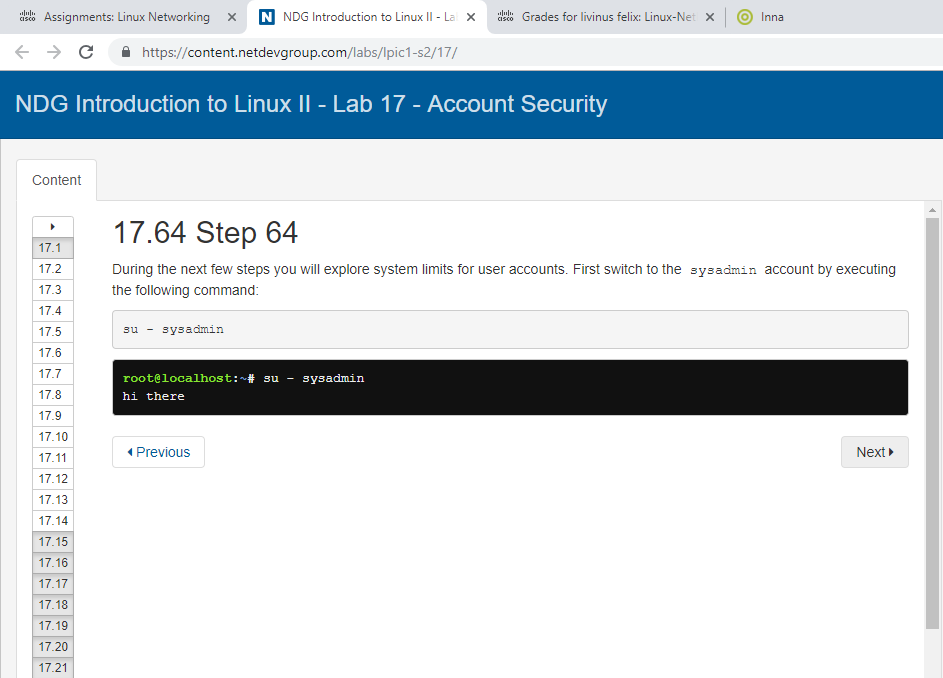 Assignments: Linux Networking
NDG Introduction to Linux II - La
Grades for livinus felix: Linux-Net
Inna
https://content.netdevgroup.com/labs/lpic1-s2/17/
NDG Introduction to Linux II - Lab 17 - Account Security
Content
17.1
17.2
17.3
17.4
17.5
17.6
17.7
17.8
17.9
17.10
17.11
17.12
17.13
17.14
17.15
17.16
17.17
17.18
17.19
17.20
17.21
17.64 Step 64
During the next few steps you will explore system limits for user accounts. First switch to the sysadmin account by executing
the following command:
su - sysadmin
root@localhost:~# su - sysadmin
hi there
Previous
Next